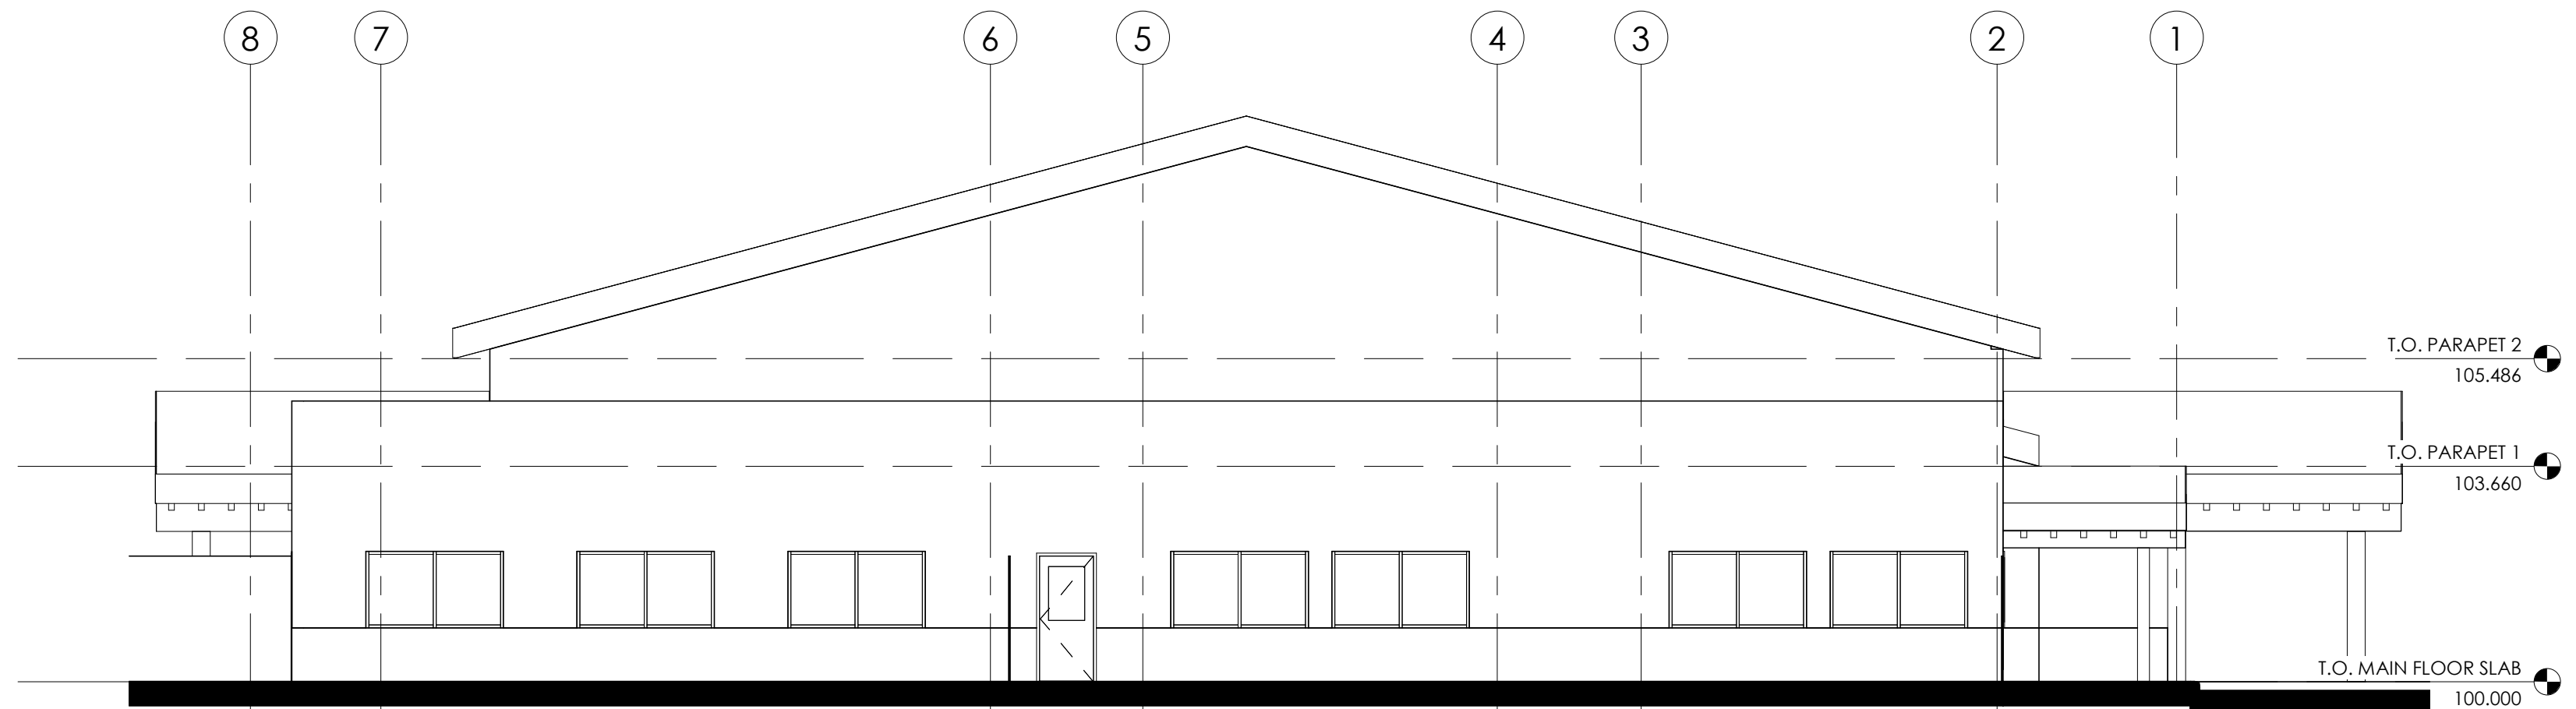 8 7 6 5 4 3 2 1
T.O. PARAPET 2
105.486
T.O. PARAPET 1
103.660
T.O. MAIN FLOOR SLAB
100.000